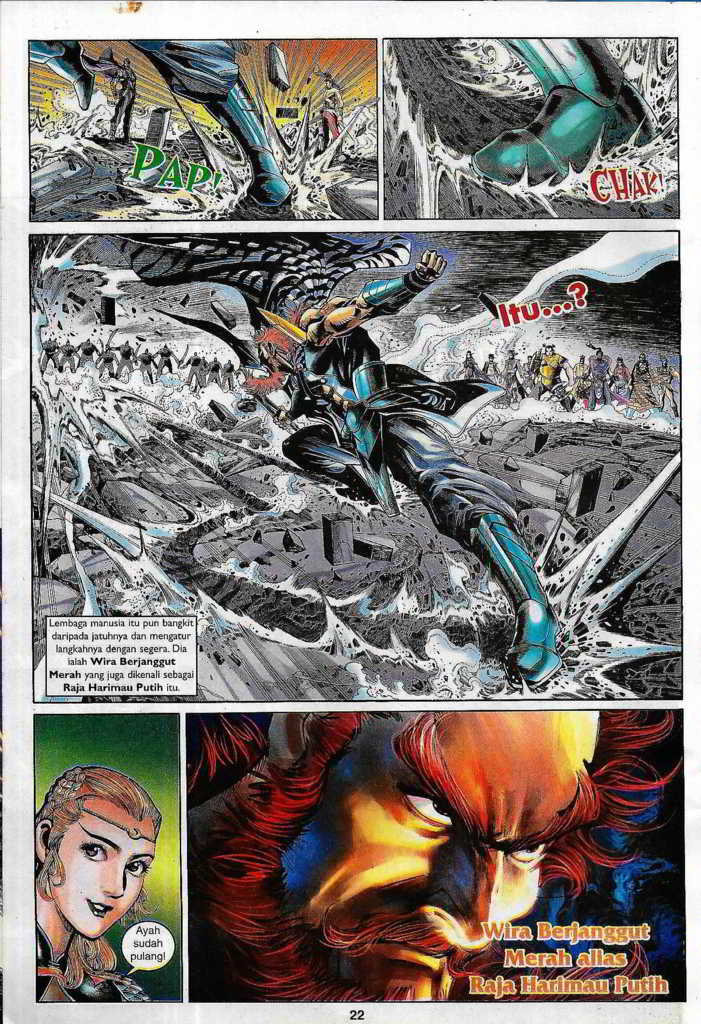 PAP!
CHAK!
Itu...?
Lembaga manusia itu pun bangkit
daripada jatuhnya dan mengatur
langkahnya dengan segera. Dia
ialah Wira Berjanggut
Merah yang juga dikenali sebagai
Raja Harimau Putih itu.
Ayah
sudah
pulang!
Wira Berjanggut
Merah alias
Raja Harimau Putih
22